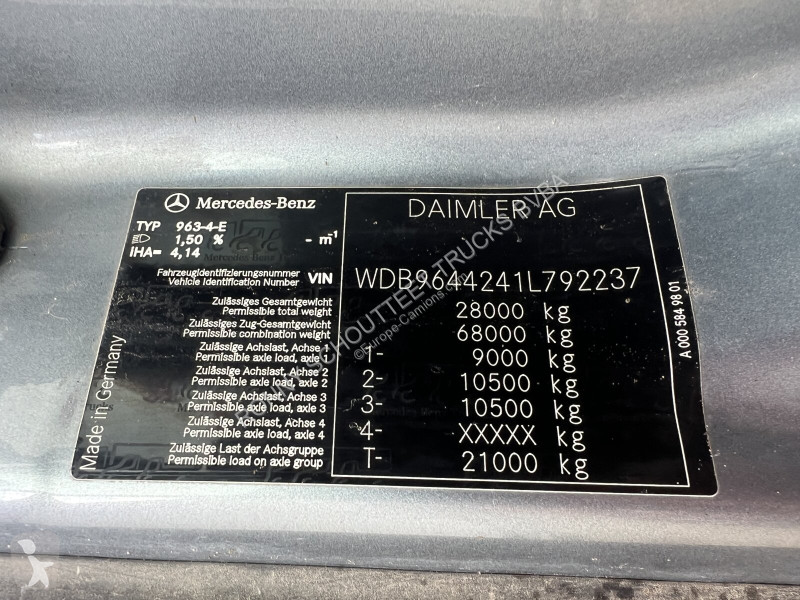 Mercedes-Benz
DAIMLER AG
TYP 963-4-E
1,50 % - m-1
IHA= 4,14
Fahrzeugidentifizierungsnummer
Vehicle Identification Number VIN WDB9644241L792237
Zulässiges Gesamtgewicht
Permissible total weight 28000 kg
Zulässiges Zug-Gesamtgewicht
Permissible combination weight 68000 kg
Zulässige Achslast, Achse 1
Permissible axle load, axle 1 1- 9000 kg
Zulässige Achslast, Achse 2
Permissible axle load, axle 2 2- 10500 kg
Zulässige Achslast, Achse 3
Permissible axle load, axle 3 3- 10500 kg
Zulässige Achslast, Achse 4
Permissible axle load, axle 4 4- XXXXX kg
Zulässige Last der Achsgruppe
Permissible load on axle group T- 21000 kg
Made in Germany
A 000 584 98 01
SCHOUTTEET TRUCKS BVBA
©Europe-Camions.com